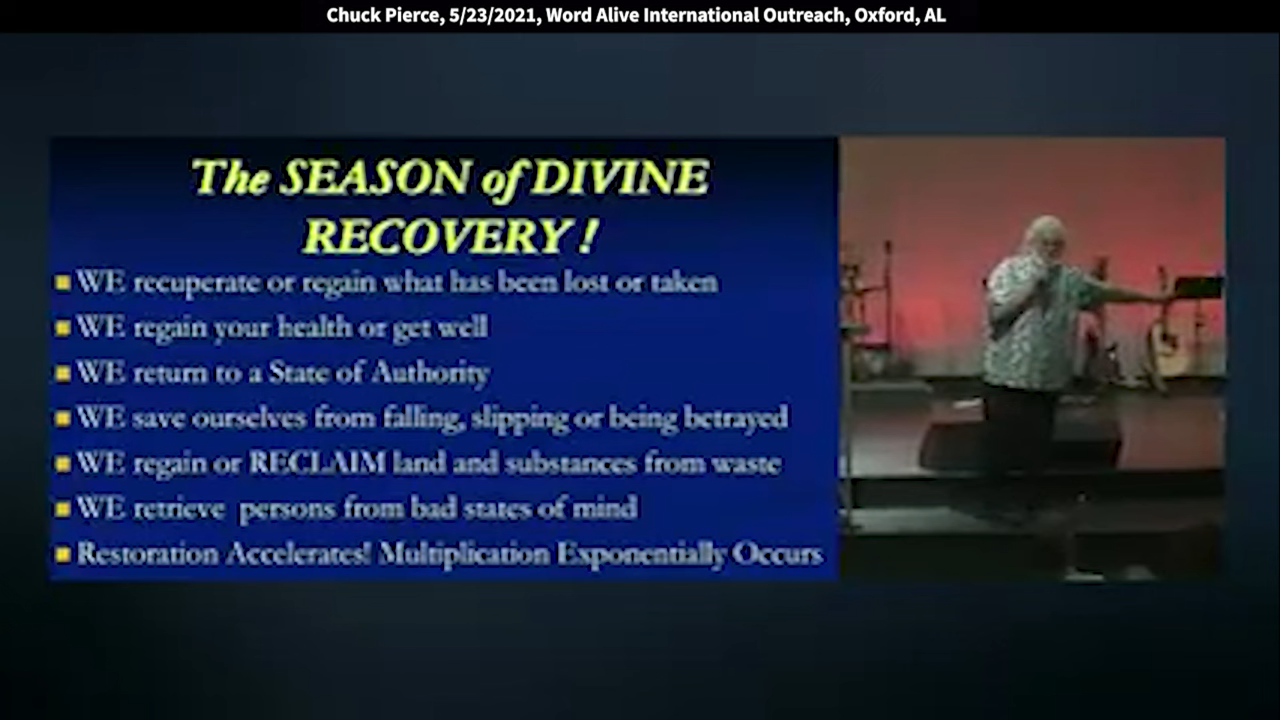 Chuck Pierce, 5/23/2021, Word Alive International Outreach, Oxford, AL
The SEASON of DIVINE
RECOVERY !
WE recuperate or regain what has been lost or taken
WE regain your health or get well
WE return to a State of Authority
WE save ourselves from falling, slipping or being betrayed
WE regain or RECLAIM land and substances from waste
WE retrieve persons from bad states of mind
Restoration Accelerates! Multiplication Exponentially Occurs